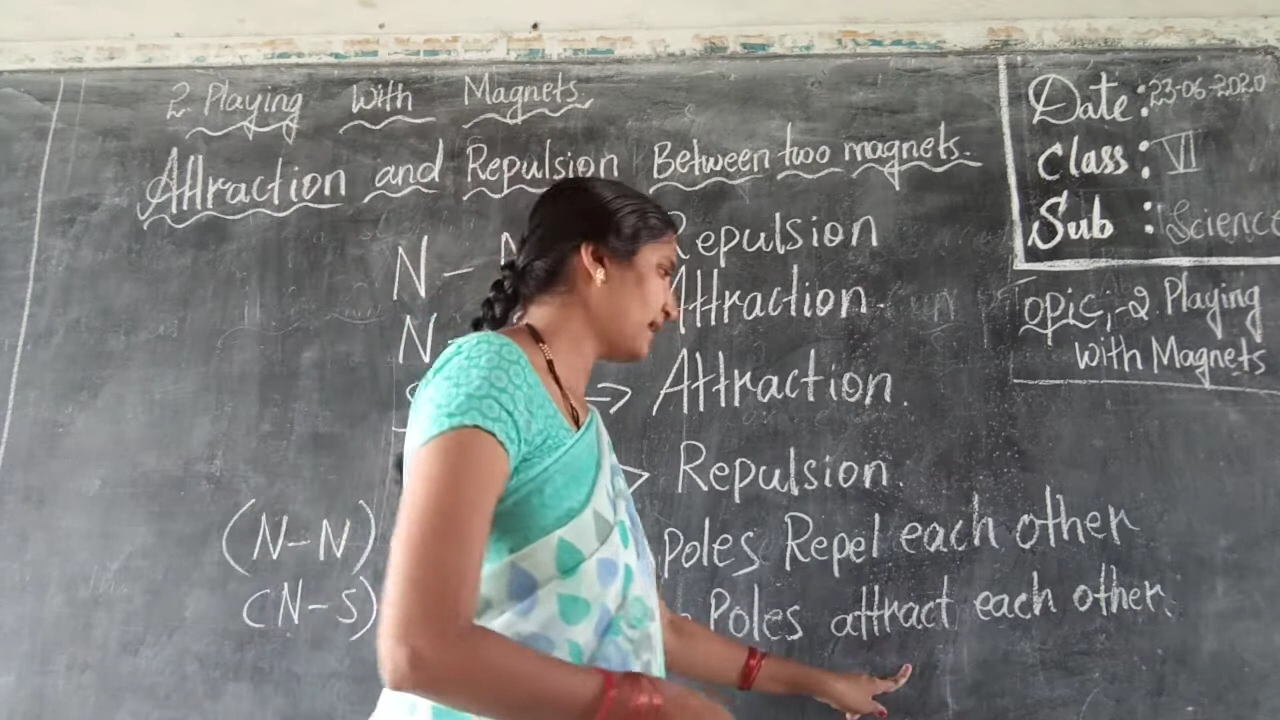 2. Playing With Magnets.
Attraction and Repulsion Between two magnets.
N - N Repulsion
N Attraction.
Attraction.
Repulsion.
(N-N) Poles Repel each other
(N-S) Poles attract each other.
Date: 23-06-2020
Class: VI
Sub : Science
Topic,-2 Playing
with Magnets